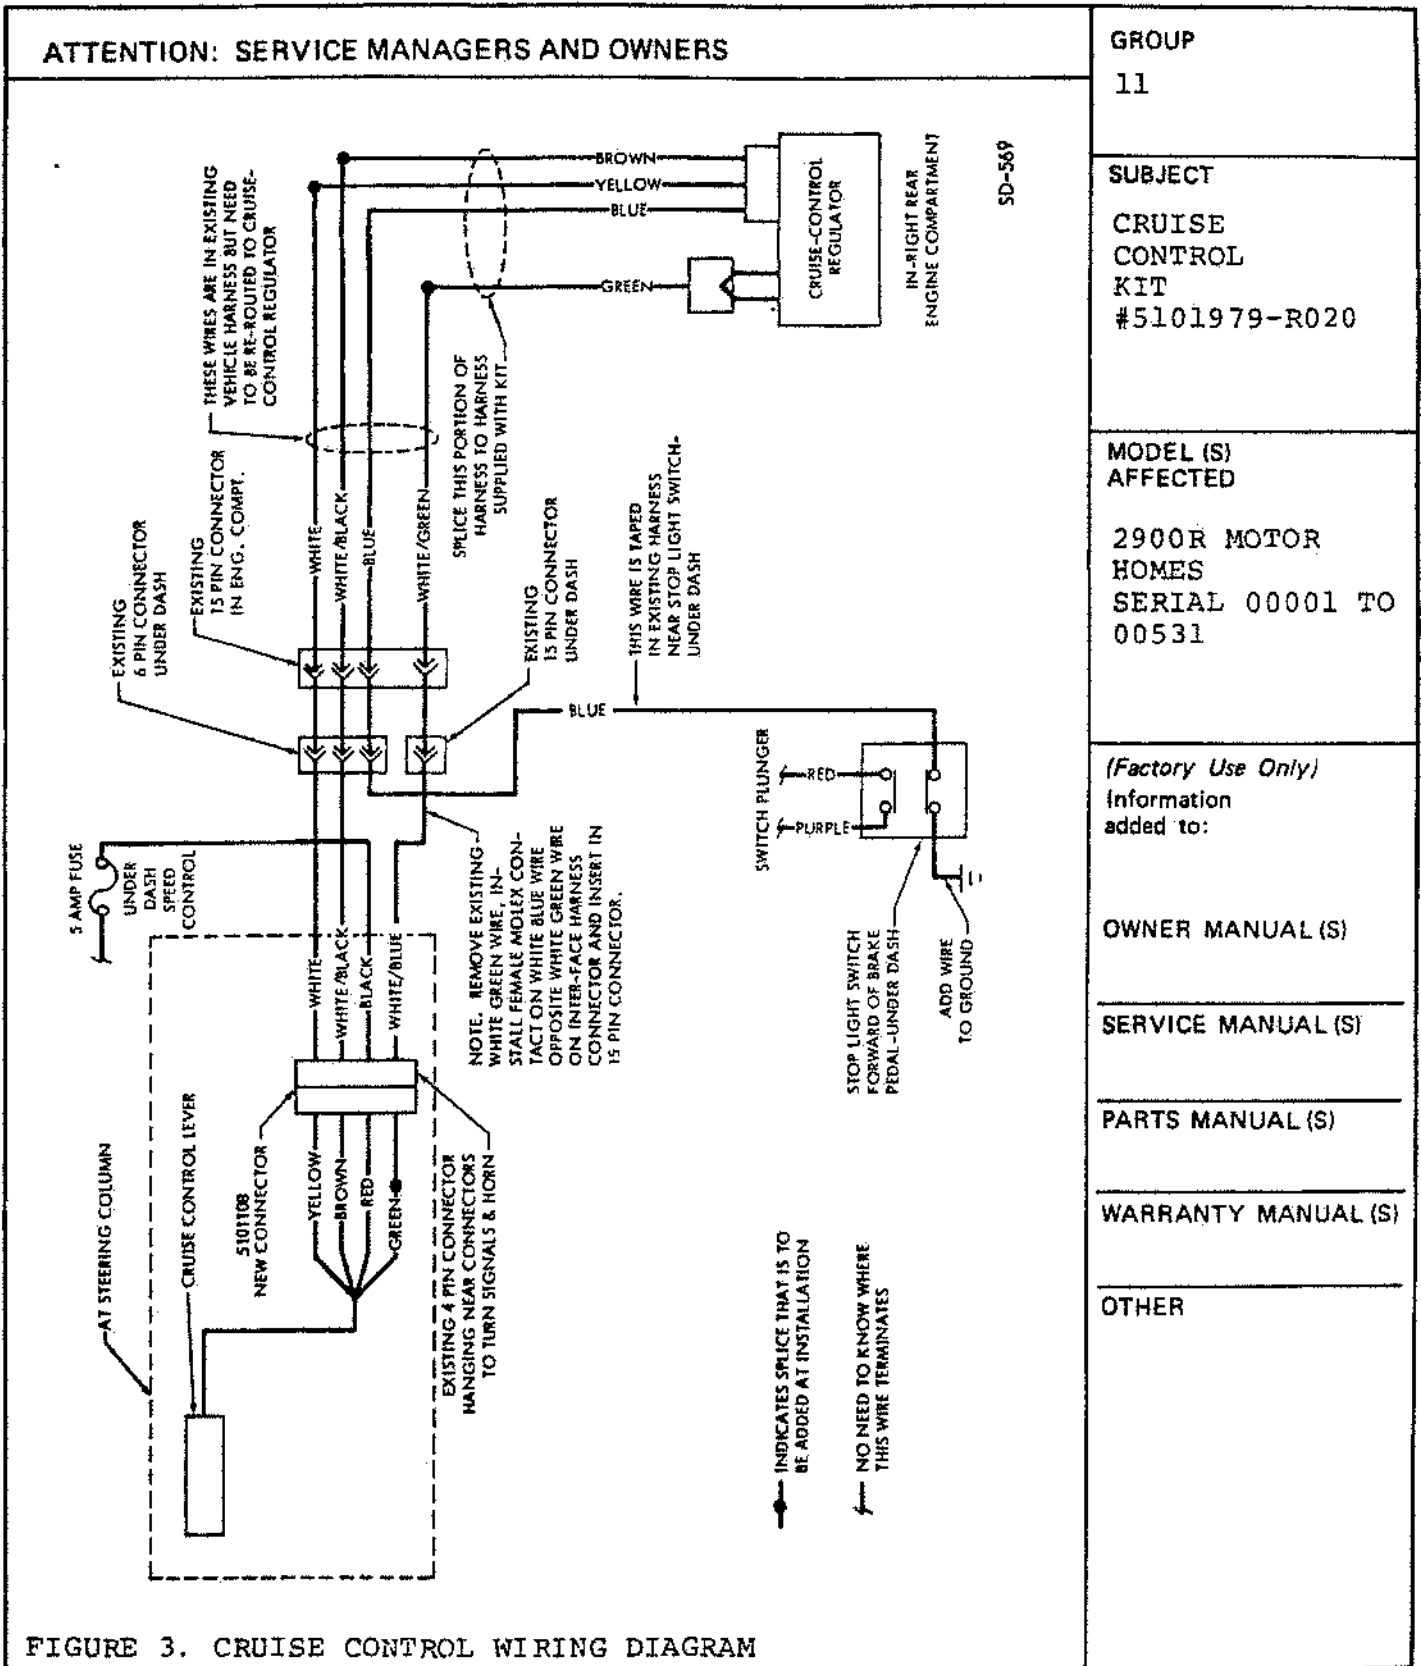 ATTENTION: SERVICE MANAGERS AND OWNERS
GROUP
11
SUBJECT
CRUISE
CONTROL
KIT
#5101979-R020
MODEL (S)
AFFECTED
2900R MOTOR
HOMES
SERIAL 00001 TO
00531
(Factory Use Only)
Information
added to:
OWNER MANUAL (S)
SERVICE MANUAL (S)
PARTS MANUAL (S)
WARRANTY MANUAL (S)
OTHER
THESE WIRES ARE IN EXISTING
VEHICLE HARNESS BUT NEED
TO BE RE-ROUTED TO CRUISE-
CONTROL REGULATOR
BROWN
YELLOW
BLUE
GREEN
CRUISE-CONTROL
REGULATOR
IN-RIGHT REAR
ENGINE COMPARTMENT
SD-569
SPLICE THIS PORTION OF
HARNESS TO HARNESS
SUPPLIED WITH KIT
EXISTING
15 PIN CONNECTOR
IN ENG. COMPT.
EXISTING
6 PIN CONNECTOR
UNDER DASH
WHITE
WHITE/BLACK
BLUE
WHITE/GREEN
EXISTING
15 PIN CONNECTOR
UNDER DASH
THIS WIRE IS TAPED
IN EXISTING HARNESS
NEAR STOP LIGHT SWITCH-
UNDER DASH
BLUE
SWITCH PLUNGER
RED
PURPLE
STOP LIGHT SWITCH
FORWARD OF BRAKE
PEDAL-UNDER DASH
ADD WIRE
TO GROUND
5 AMP FUSE
UNDER
DASH
SPEED
CONTROL
NOTE. REMOVE EXISTING
WHITE GREEN WIRE, IN-
STALL FEMALE MOLEX CON-
TACT ON WHITE BLUE WIRE
OPPOSITE WHITE GREEN WIRE
ON INTER-FACE HARNESS
CONNECTOR AND INSERT IN
15 PIN CONNECTOR.
WHITE
WHITE/BLACK
BLACK
WHITE/BLUE
AT STEERING COLUMN
CRUISE CONTROL LEVER
5101108
NEW CONNECTOR
YELLOW
BROWN
RED
GREEN
EXISTING 4 PIN CONNECTOR
HANGING NEAR CONNECTORS
TO TURN SIGNALS & HORN
INDICATES SPLICE THAT IS TO
BE ADDED AT INSTALLATION
NO NEED TO KNOW WHERE
THIS WIRE TERMINATES
FIGURE 3. CRUISE CONTROL WIRING DIAGRAM